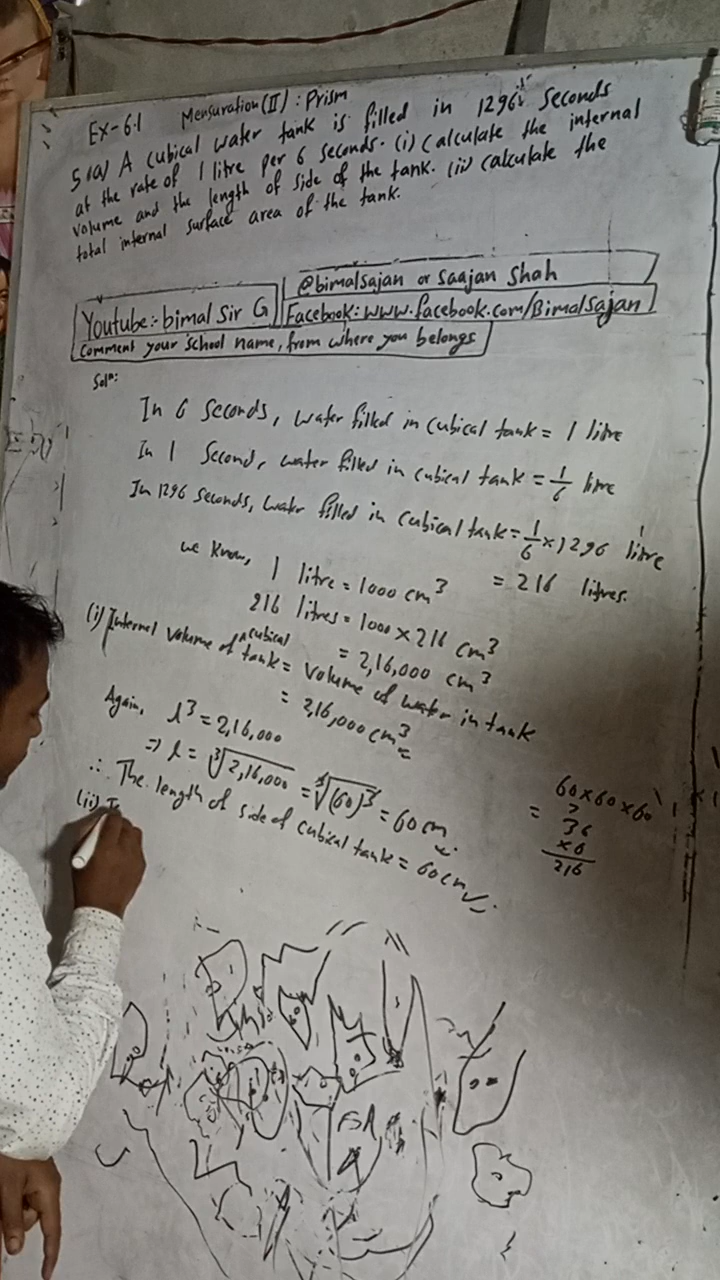 Ex-6.1 Mensuration(II): Prism
5.(a) A cubical water tank is filled in 1296 seconds
at the rate of 1 litre per 6 seconds. (i) calculate the internal
volume and the length of side of the tank. (ii) calculate the
total internal surface area of the tank.
@bimalsajan or Saajan Shah
Youtube:- bimal Sir G
Facebook: www.facebook.com/Bimalsajan
Comment your school name, from where you belongs
Solⁿ:
In 6 Seconds, water filled in cubical tank = 1 litre
In 1 Second, water filled in cubical tank = 1/6 litre
In 1296 seconds, water filled in cubical tank = 1/6 × 1296 litre
= 216 litres.
we know, 1 litre = 1000 cm³
216 litres = 1000 × 216 cm³
= 2,16,000 cm³
(i) Internal volume of cubical tank = volume of water in tank
= 2,16,000 cm³
Again, l³ = 2,16,000
⇒ l = ∛2,16,000 = ∛(60)³ = 60 cm
∴ The length of side of cubical tank = 60 cm
60×60×60
= 36
×6
216
(ii) I